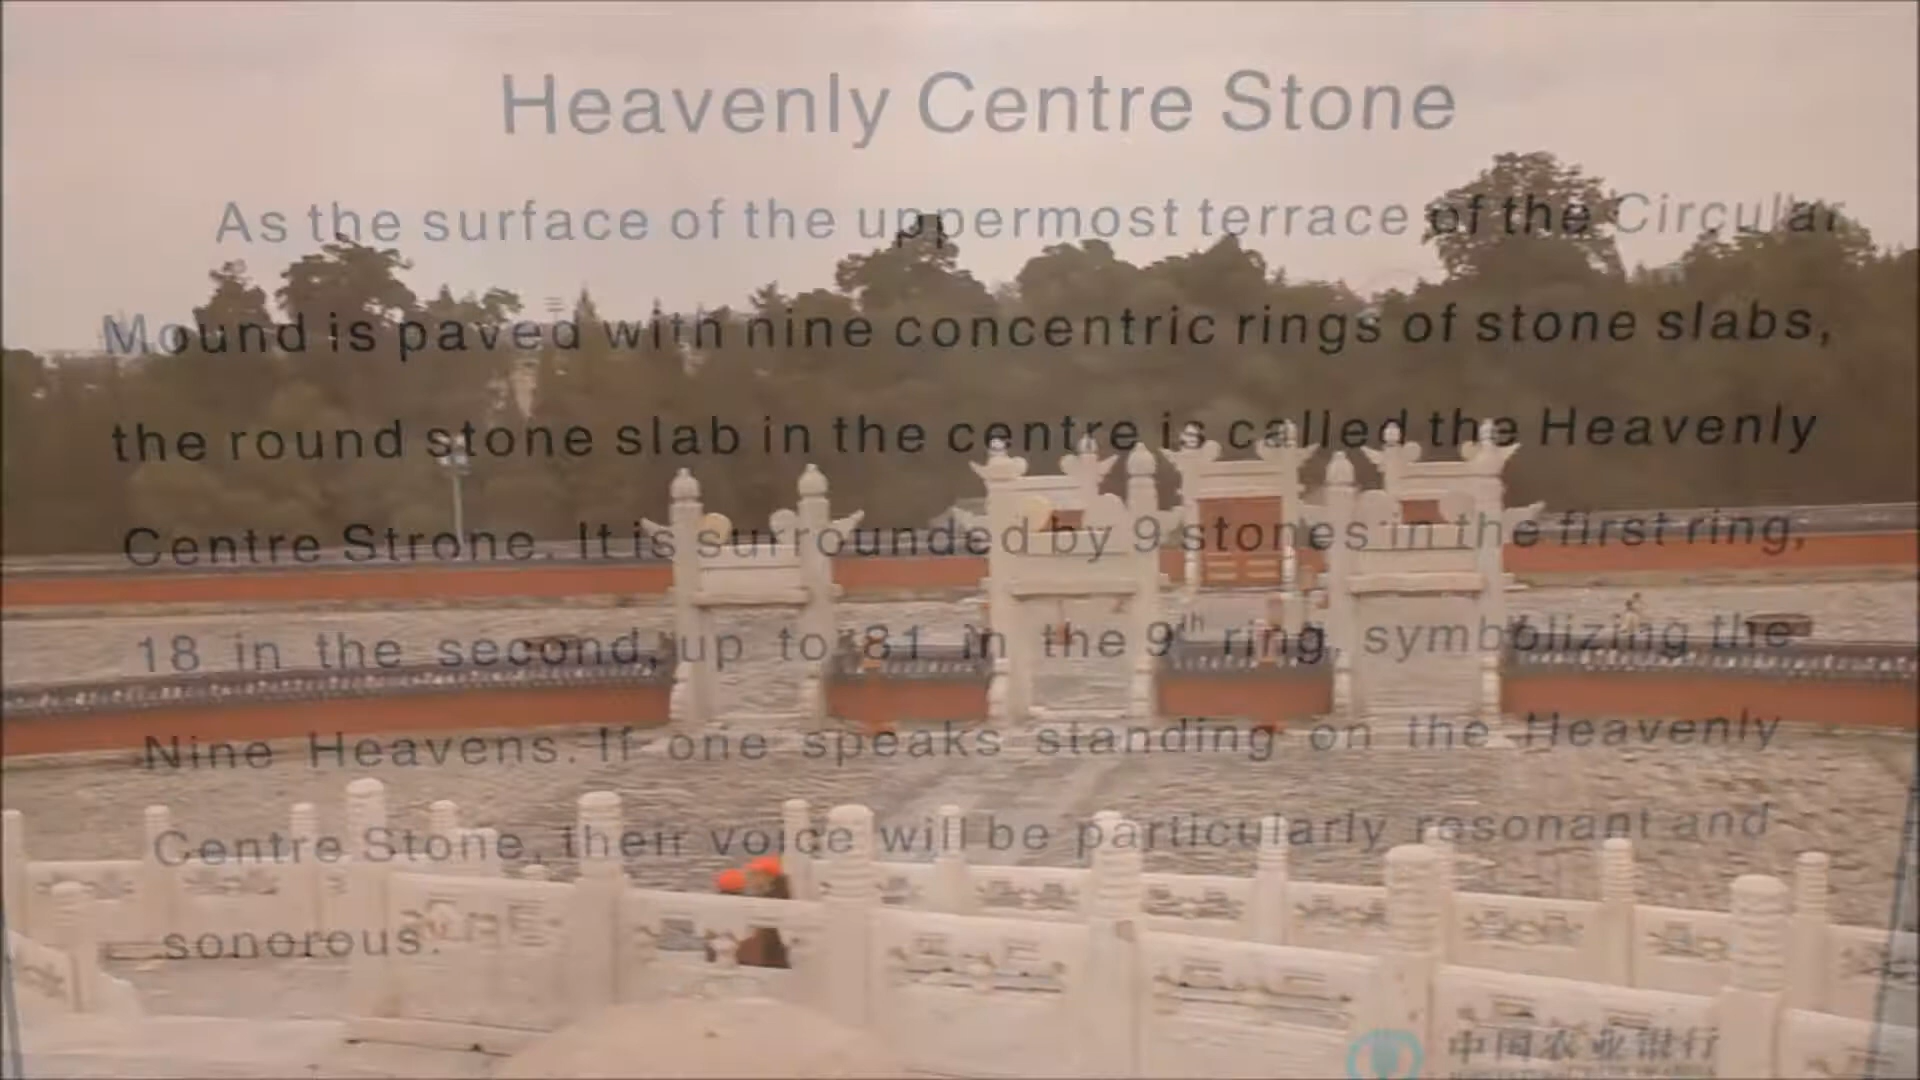 Heavenly Centre Stone
As the surface of the uppermost terrace of the Circular
Mound is paved with nine concentric rings of stone slabs,
the round stone slab in the centre is called the Heavenly
Centre Strone. It is surrounded by 9 stones in the first ring,
18 in the second, up to 81 in the 9th ring, symbolizing the
Nine Heavens. If one speaks standing on the Heavenly
Centre Stone, their voice will be particularly resonant and
sonorous.
中国农业银行